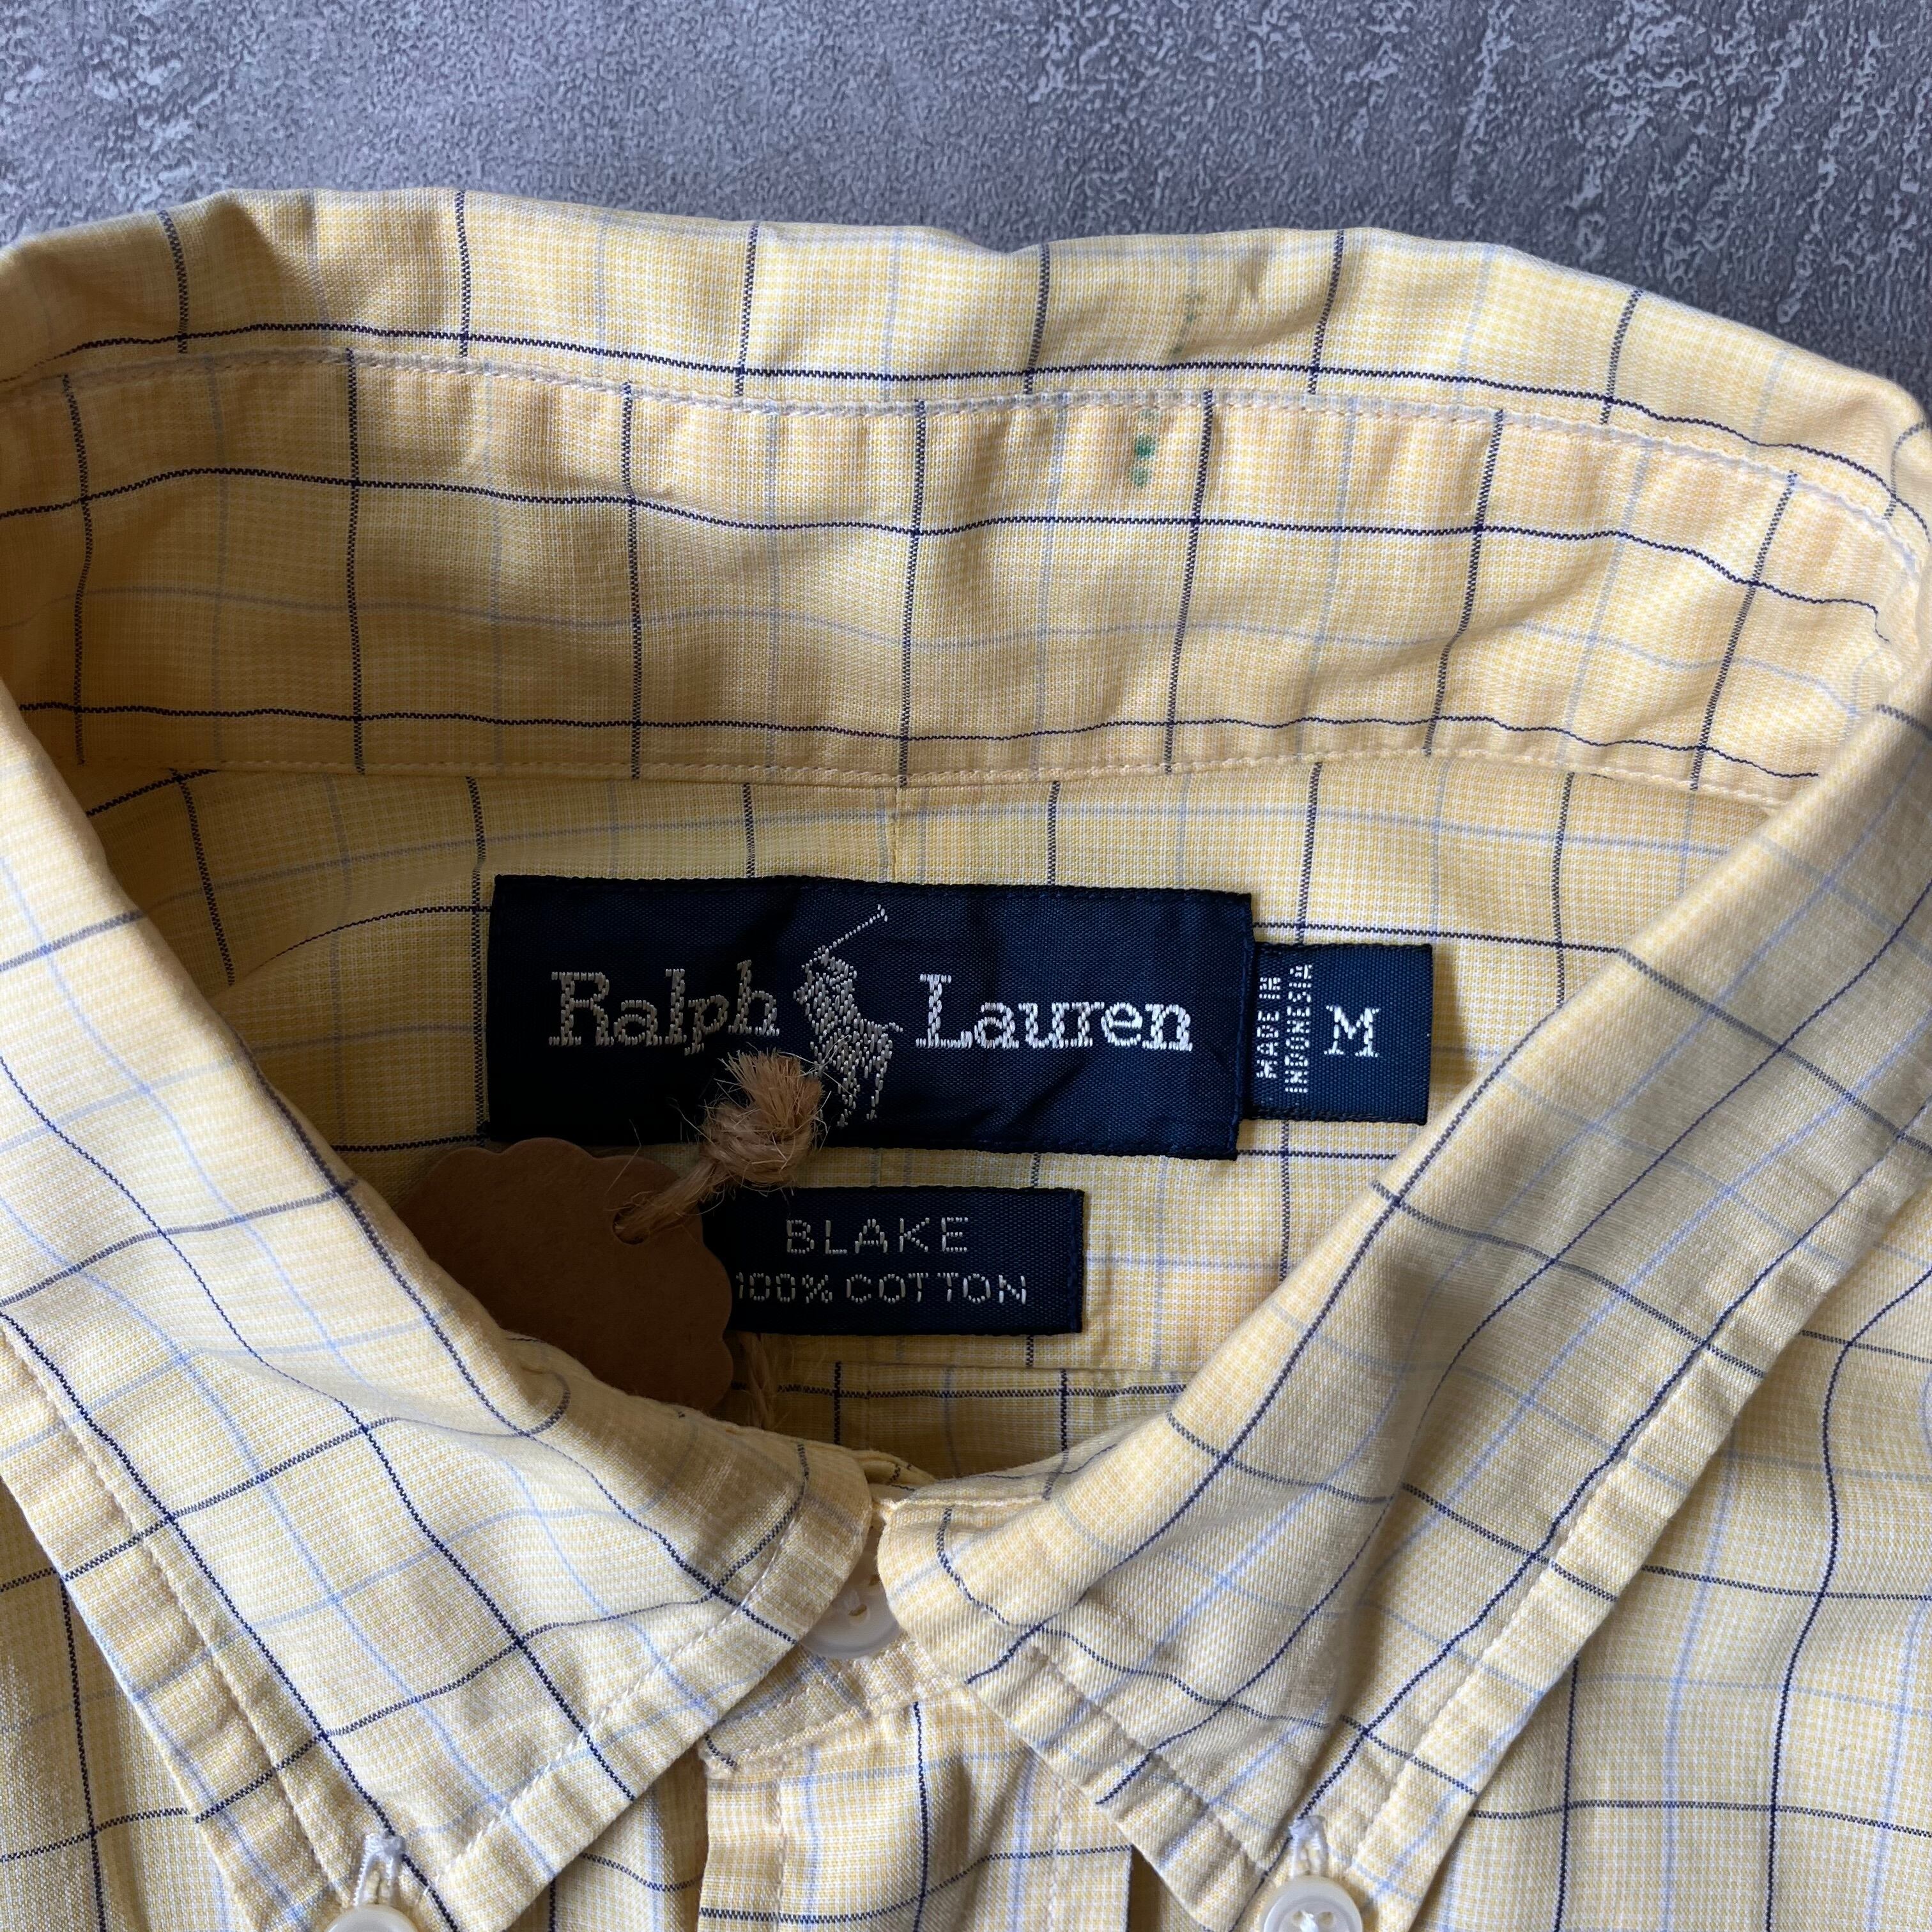 Ralph Lauren
MADE IN
INDONESIA
M
BLAKE
100% COTTON